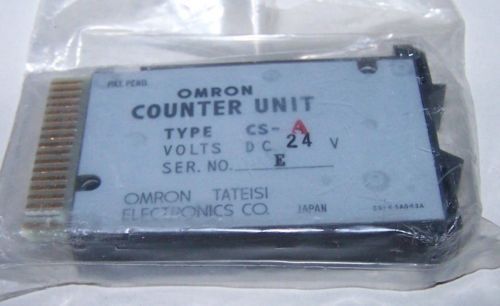 PAT. PEND.
OMRON
COUNTER UNIT
TYPE CS-A
VOLTS DC 24 V
SER. NO. E
OMRON TATEISI
ELECTRONICS CO. JAPAN